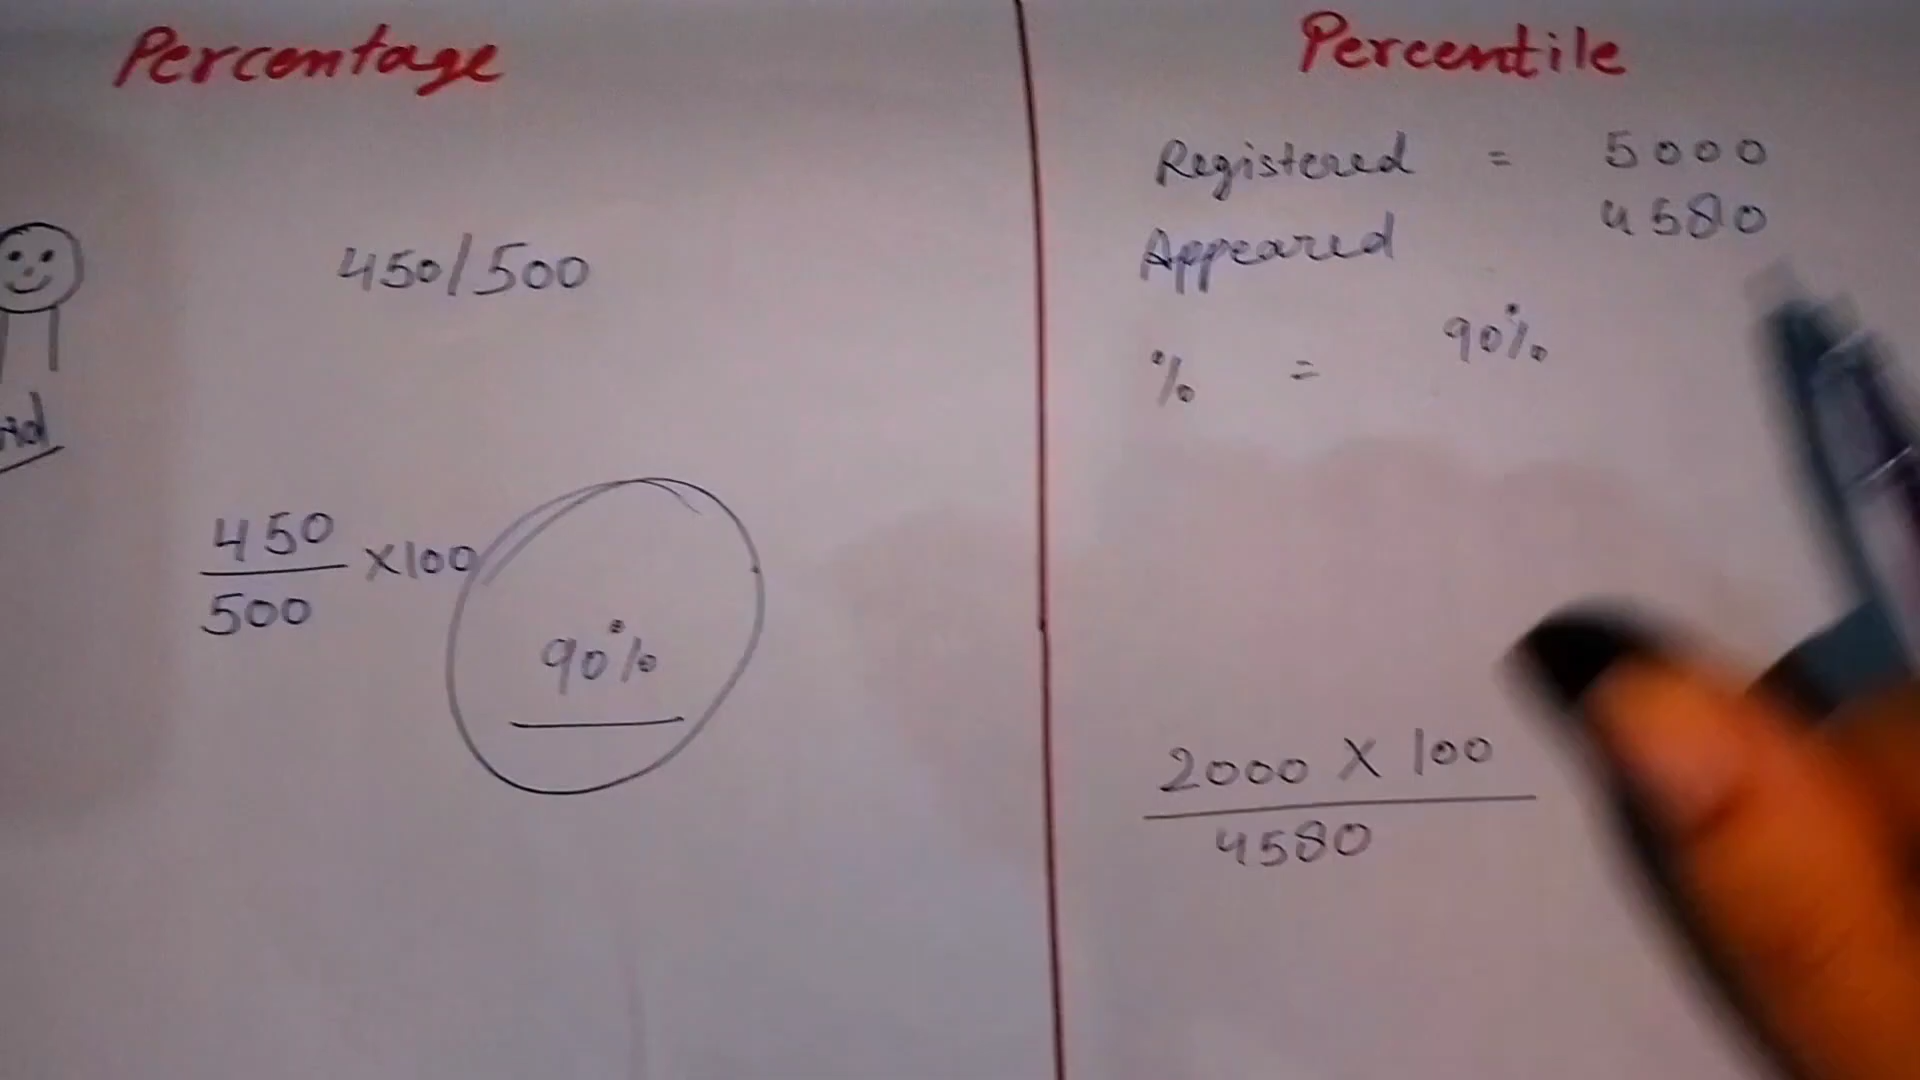 Percentage
450/500
450
500
x100
90%
Percentile
Registered = 5000
Appeared 4580
% = 90%
2000 X 100
4580